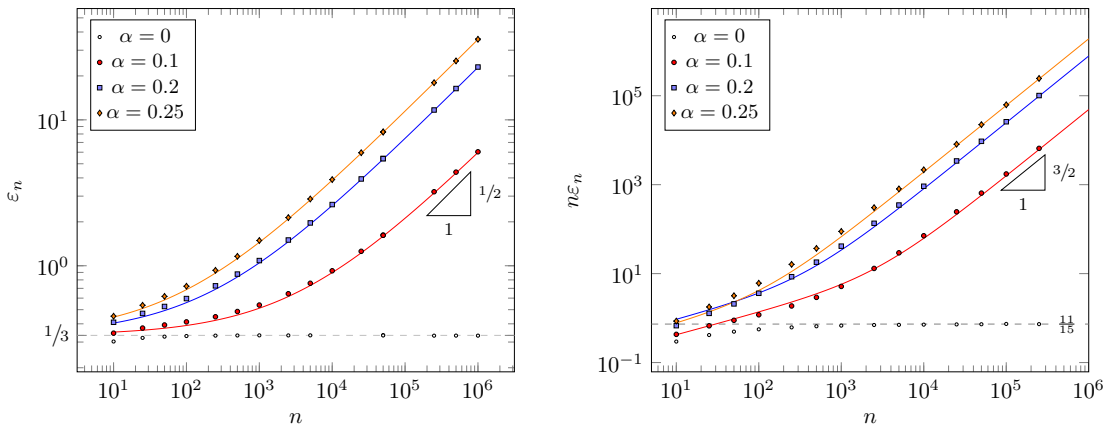 α = 0
α = 0.1
α = 0.2
α = 0.25
10^1
10^0
1/3
ε_n
1/2
1
10^1 10^2 10^3 10^4 10^5 10^6
n
α = 0
α = 0.1
α = 0.2
α = 0.25
10^5
10^3
10^1
10^−1
nε_n
3/2
1
11/15
10^1 10^2 10^3 10^4 10^5 10^6
n